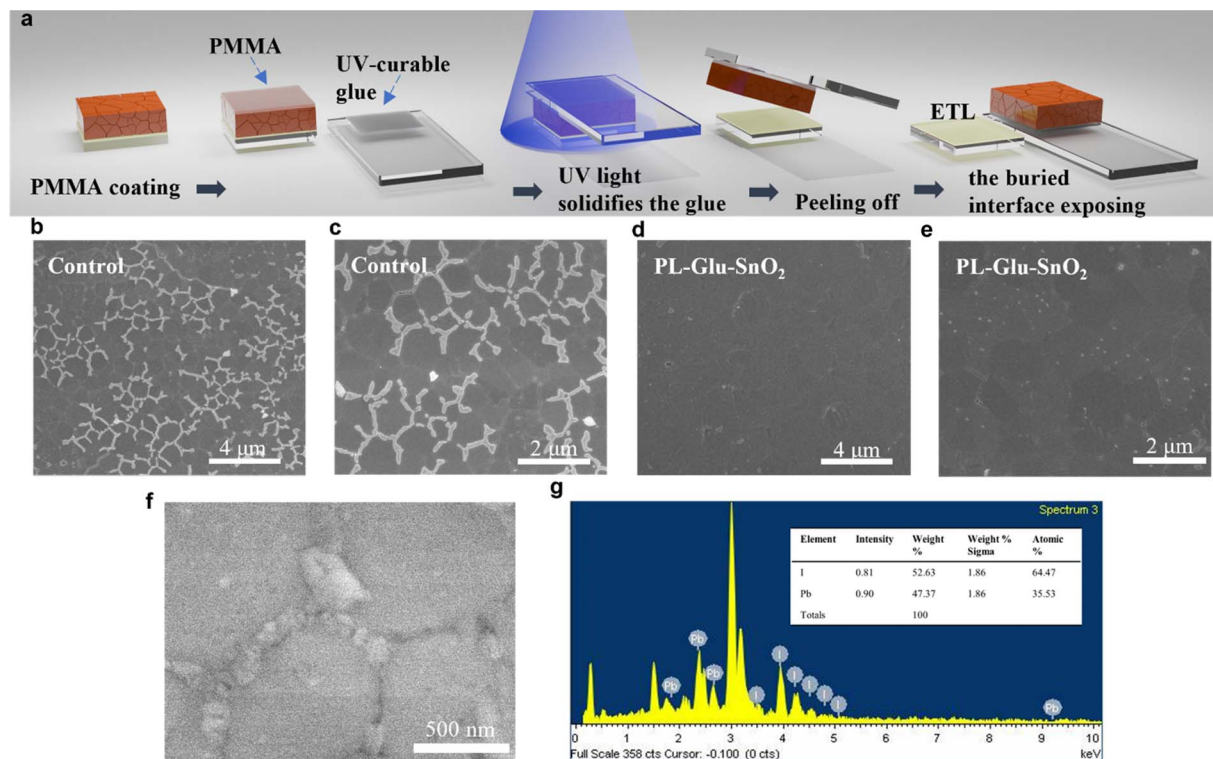 a
PMMA
UV-curable
glue
ETL
PMMA coating
UV light
solidifies the glue
Peeling off
the buried
interface exposing
b
Control
4 μm
c
Control
2 μm
d
PL-Glu-SnO₂
4 μm
e
PL-Glu-SnO₂
2 μm
f
500 nm
g
Spectrum 3
Element Intensity Weight % Weight % Sigma Atomic %
I 0.81 52.63 1.86 64.47
Pb 0.90 47.37 1.86 35.53
Totals 100
Pb
Pb
Pb
I
I
I
I
I
I
Pb
0 1 2 3 4 5 6 7 8 9 10
Full Scale 358 cts Cursor: -0.100 (0 cts) keV